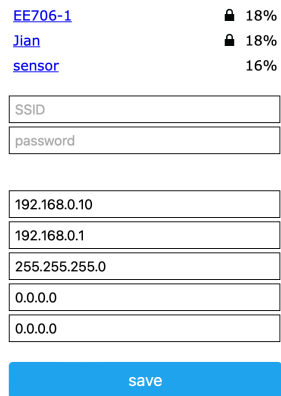 EE706-1 18%
Jian 18%
sensor 16%
SSID
password
192.168.0.10
192.168.0.1
255.255.255.0
0.0.0.0
0.0.0.0
save